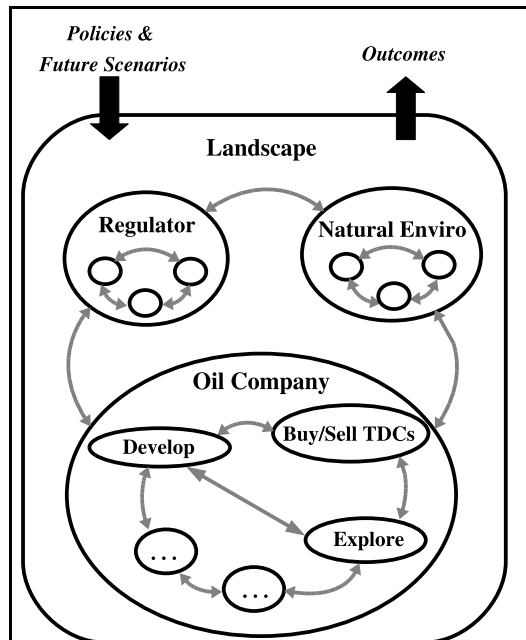 Policies &
Future Scenarios
Outcomes
Landscape
Regulator
Natural Enviro
Oil Company
Develop
Buy/Sell TDCs
Explore
...
...